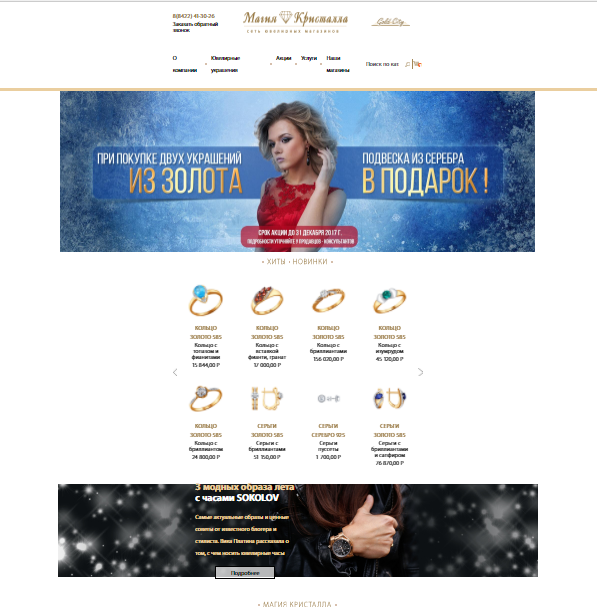 8(8422) 41-30-26
Заказать обратный
звонок
Магия Кристалла
СЕТЬ ЮВЕЛИРНЫХ МАГАЗИНОВ
Gold City
О
компании
Ювелирные
украшения
Акции
Услуги
Наши
магазины
Поиск по кат
ПРИ ПОКУПКЕ ДВУХ УКРАШЕНИЙ
ИЗ ЗОЛОТА
ПОДВЕСКА ИЗ СЕРЕБРА
В ПОДАРОК !
СРОК АКЦИИ ДО 31 ДЕКАБРЯ 2017 Г.
ПОДРОБНОСТИ УТОЧНЯЙТЕ У ПРОДАВЦОВ - КОНСУЛЬТАНТОВ
• ХИТЫ • НОВИНКИ •
КОЛЬЦО
ЗОЛОТО 585
Кольцо с
топазом и
фианитами
15 844,00 Р
КОЛЬЦО
ЗОЛОТО 585
Кольцо с
вставкой
фианит, гранат
17 000,00 Р
КОЛЬЦО
ЗОЛОТО 585
Кольцо с
бриллиантами
156 020,00 Р
КОЛЬЦО
ЗОЛОТО 585
Кольцо с
изумрудом
45 120,00 Р
КОЛЬЦО
ЗОЛОТО 585
Кольцо с
бриллиантом
24 800,00 Р
СЕРЬГИ
ЗОЛОТО 585
Серьги с
бриллиантами
51 150,00 Р
СЕРЬГИ
СЕРЕБРО 925
Серьги
пуссеты
1 700,00 Р
СЕРЬГИ
ЗОЛОТО 585
Серьги с
бриллиантами
и сапфиром
76 870,00 Р
3 модных образа лета
с часами SOKOLOV
Самые актуальные образы и ценные
советы от известного блогера и
стилиста. Вика Платина рассказала о
том, с чем носить ювелирные часы
Подробнее
• МАГИЯ КРИСТАЛЛА •